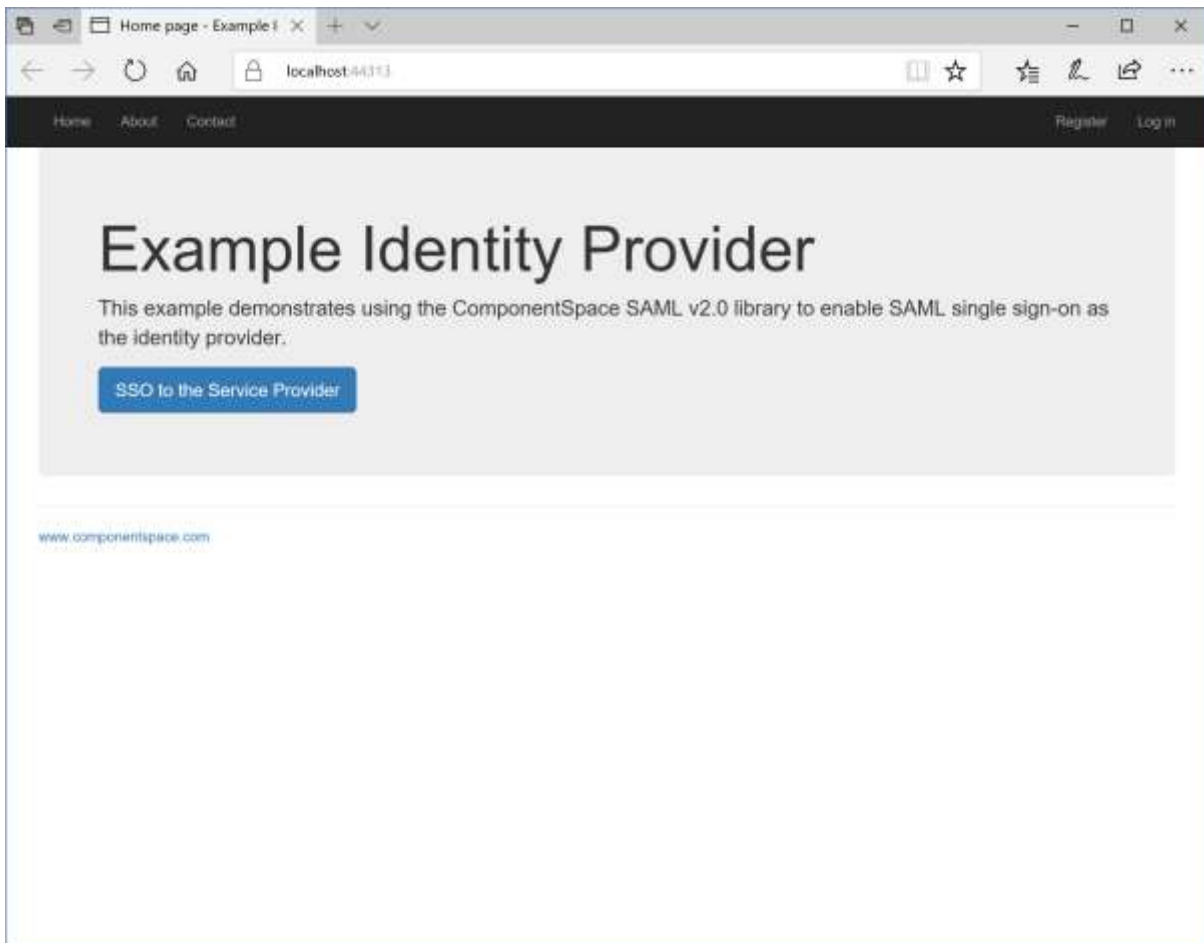 Home page - Example I
localhost:44313
Home About Contact Register Log in
Example Identity Provider
This example demonstrates using the ComponentSpace SAML v2.0 library to enable SAML single sign-on as
the identity provider.
SSO to the Service Provider
www.componentspace.com